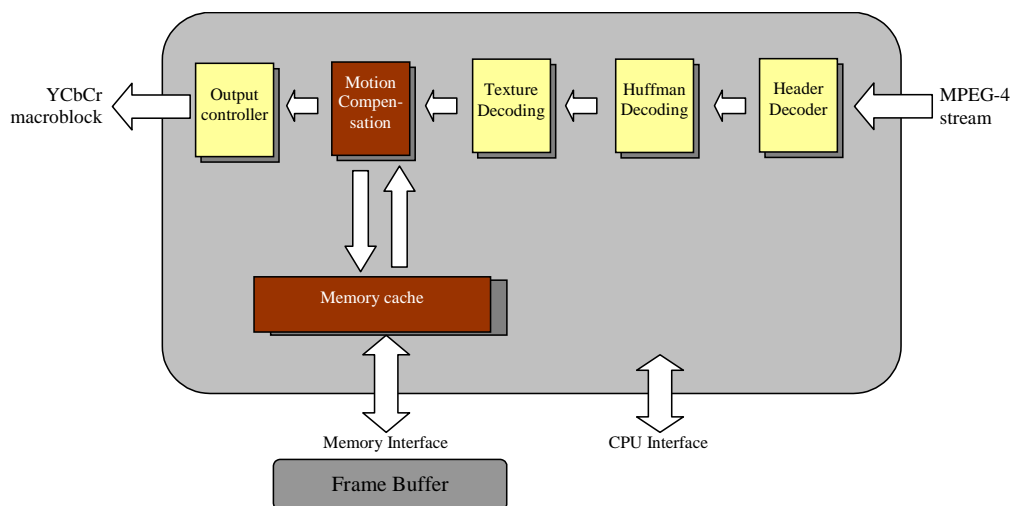 YCbCr
macroblock
Output
controller
Motion
Compen-
sation
Texture
Decoding
Huffman
Decoding
Header
Decoder
MPEG-4
stream
Memory cache
Memory Interface
CPU Interface
Frame Buffer